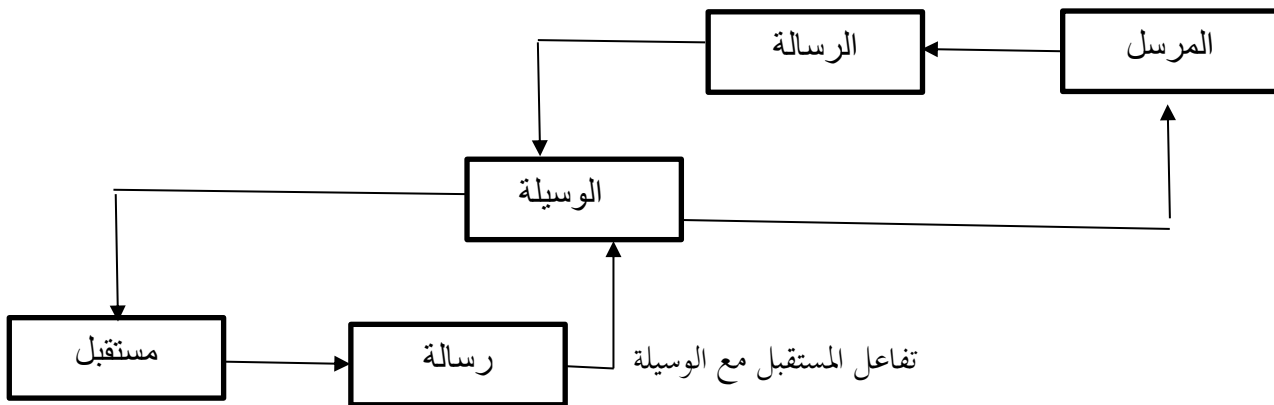 المرسل
الرسالة
الوسيلة
مستقبل
رسالة
تفاعل المستقبل مع الوسيلة